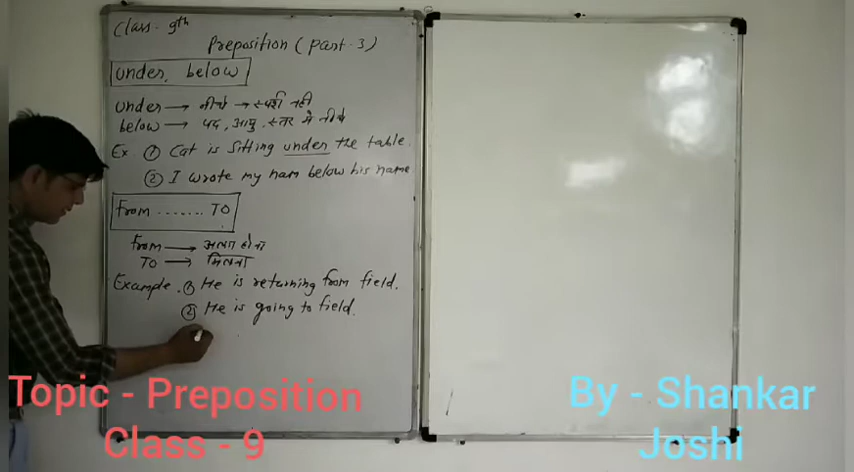 Class - 9th
Preposition (Part-3)
under, below
under → नीचे → स्पर्श नही
below → पद, आयु, स्तर मे नीचे
Ex ① Cat is sitting under the table.
② I wrote my nam below his name
From ....... To
From → अलग होना
To → मिलना
Example. ① He is returning from field.
② He is going to field.
Topic - Preposition
Class - 9
By - Shankar
Joshi